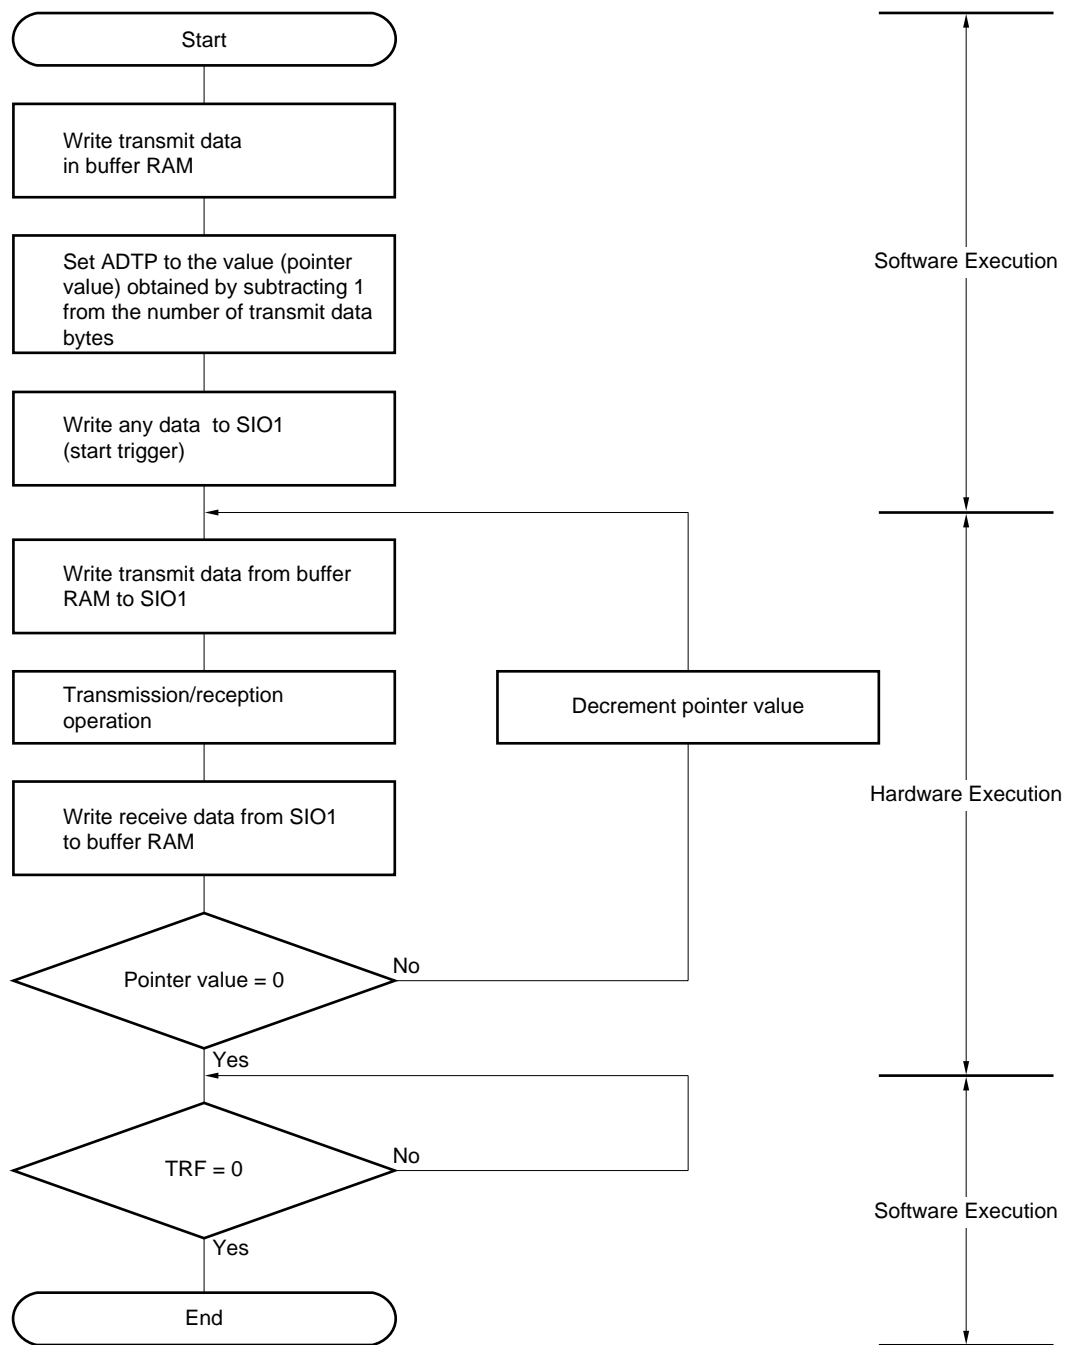 Start
Write transmit data
in buffer RAM
Set ADTP to the value (pointer
value) obtained by subtracting 1
from the number of transmit data
bytes
Software Execution
Write any data to SIO1
(start trigger)
Write transmit data from buffer
RAM to SIO1
Transmission/reception
operation
Decrement pointer value
Write receive data from SIO1
to buffer RAM
Hardware Execution
Pointer value = 0
No
Yes
TRF = 0
No
Yes
Software Execution
End